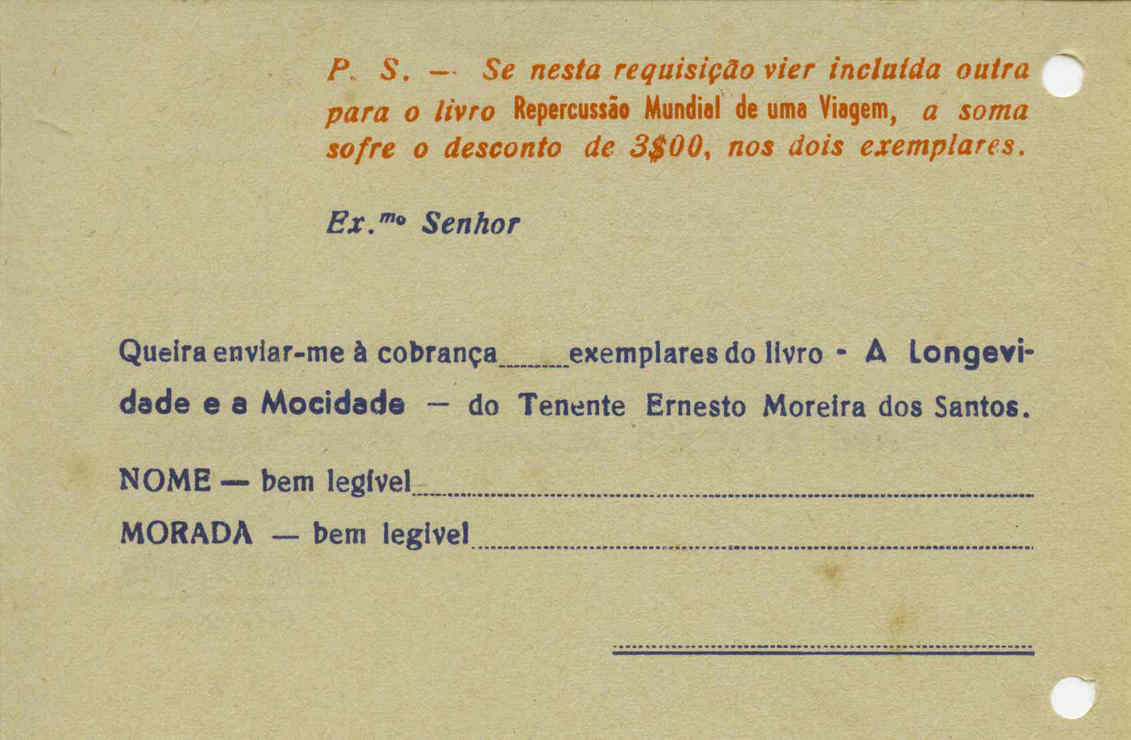 P. S. — Se nesta requisição vier incluída outra
para o livro Repercussão Mundial de uma Viagem, a soma
sofre o desconto de 3$00, nos dois exemplares.
Ex.mo Senhor
Queira enviar-me à cobrança exemplares do livro - A Longevi-
dade e a Mocidade — do Tenente Ernesto Moreira dos Santos.
NOME — bem legível
MORADA — bem legivel